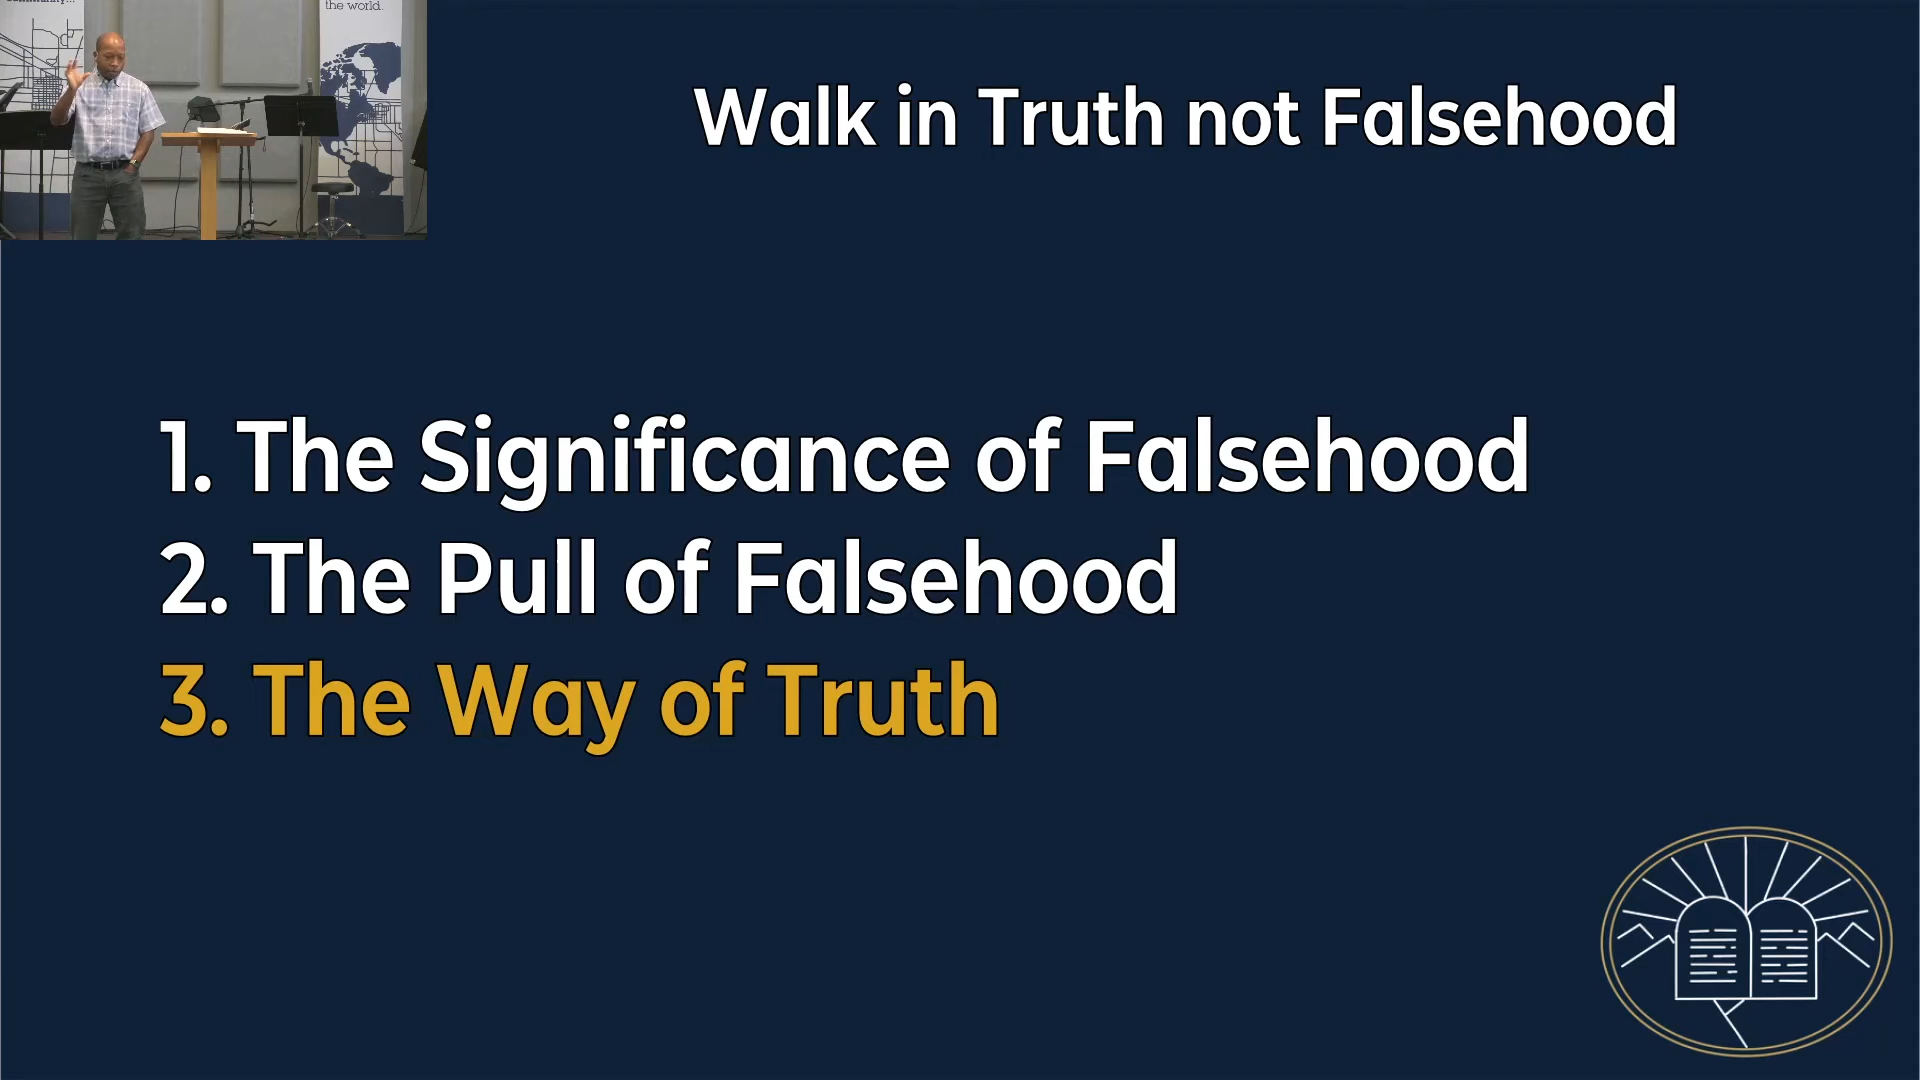 the world.
Walk in Truth not Falsehood
1. The Significance of Falsehood
2. The Pull of Falsehood
3. The Way of Truth